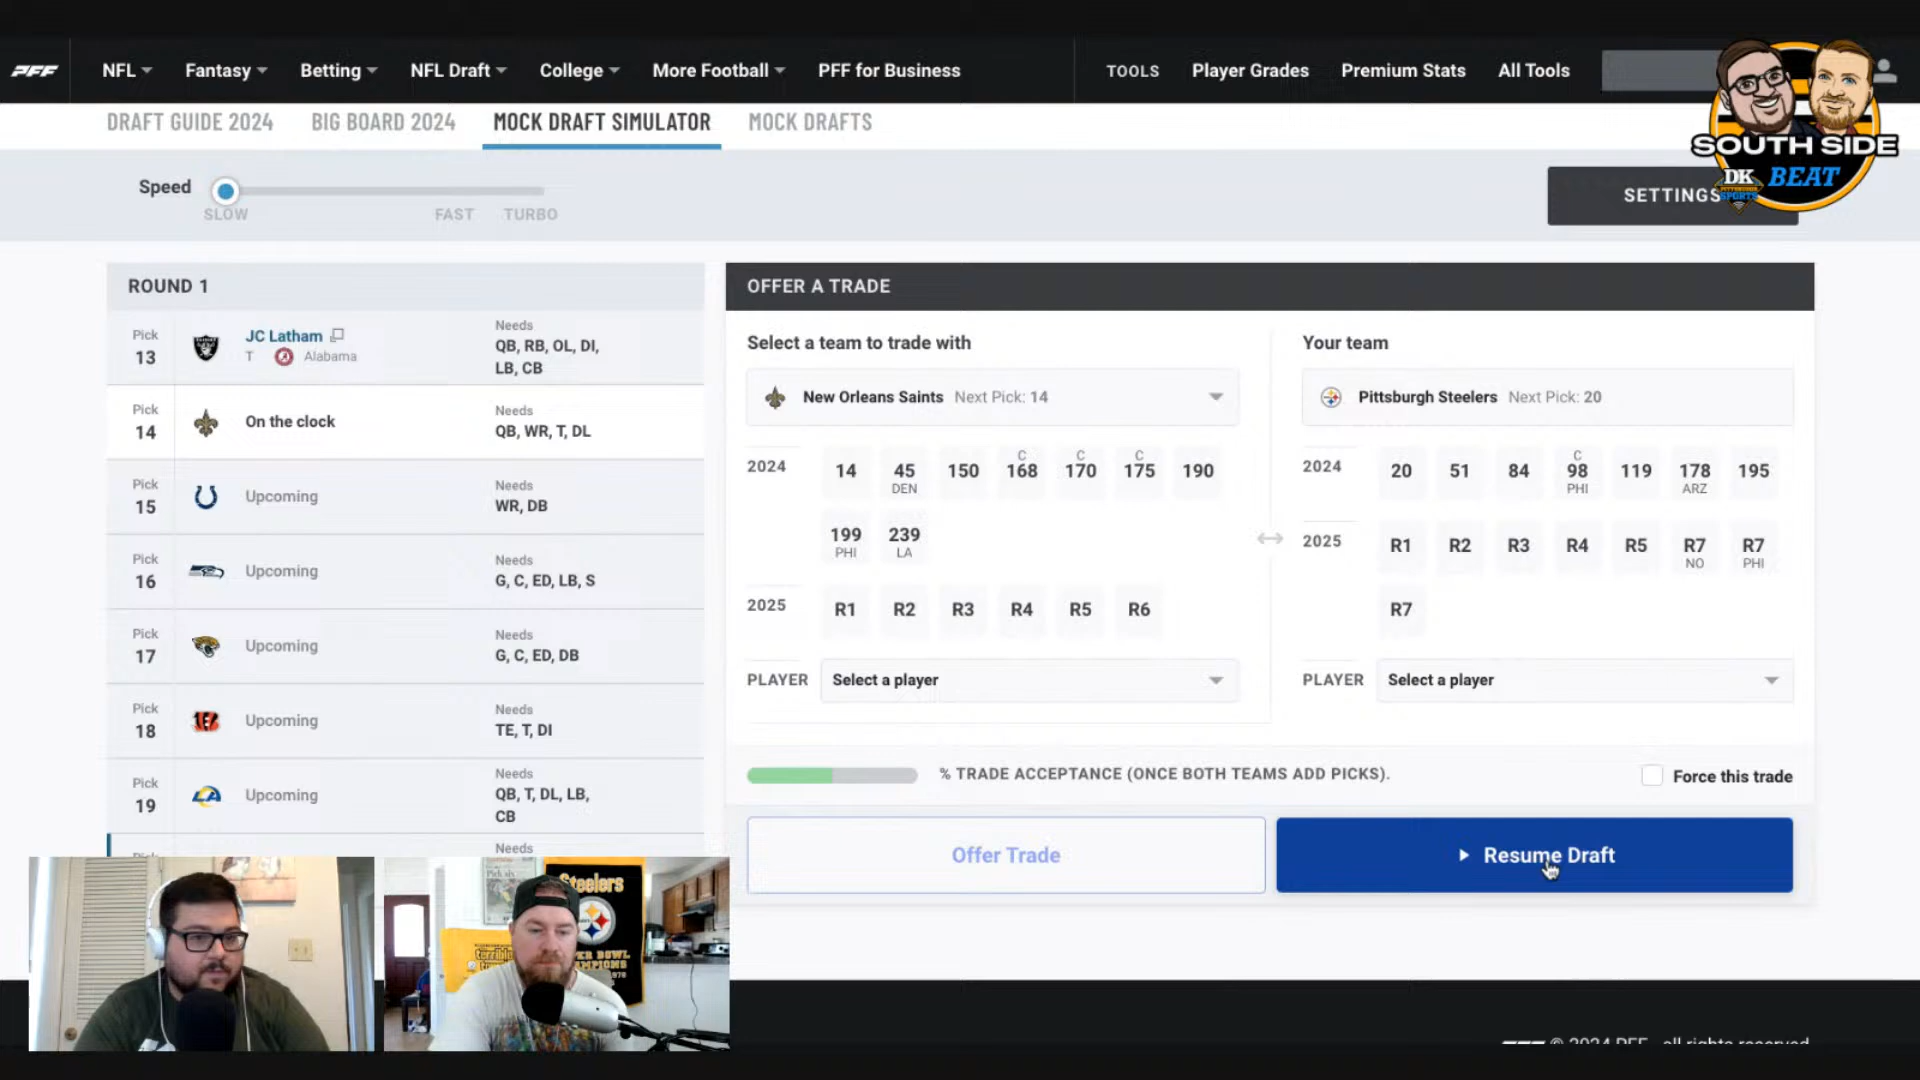 PFF
NFL
Fantasy
Betting
NFL Draft
College
More Football
PFF for Business
TOOLS
Player Grades
Premium Stats
All Tools
DRAFT GUIDE 2024
BIG BOARD 2024
MOCK DRAFT SIMULATOR
MOCK DRAFTS
SOUTH SIDE
DK BEAT
PITTSBURGH
SPORTS
Speed
SLOW
FAST
TURBO
SETTINGS
ROUND 1
Pick 13
JC Latham
T Alabama
Needs
QB, RB, OL, DI,
LB, CB
Pick 14
On the clock
Needs
QB, WR, T, DL
Pick 15
Upcoming
Needs
WR, DB
Pick 16
Upcoming
Needs
G, C, ED, LB, S
Pick 17
Upcoming
Needs
G, C, ED, DB
Pick 18
Upcoming
Needs
TE, T, DI
Pick 19
Upcoming
Needs
QB, T, DL, LB,
CB
Pick
Needs
OFFER A TRADE
Select a team to trade with
New Orleans Saints Next Pick: 14
2024
14
45 DEN
150
C 168
C 170
C 175
190
199 PHI
239 LA
2025
R1 R2 R3 R4 R5 R6
PLAYER
Select a player
Your team
Pittsburgh Steelers Next Pick: 20
2024
20
51
84
C 98 PHI
119
178 ARZ
195
2025
R1 R2 R3 R4 R5
R7 NO
R7 PHI
R7
PLAYER
Select a player
% TRADE ACCEPTANCE (ONCE BOTH TEAMS ADD PICKS).
Force this trade
Offer Trade
Resume Draft
Steelers
terrible
© 2024 PFF - all rights reserved